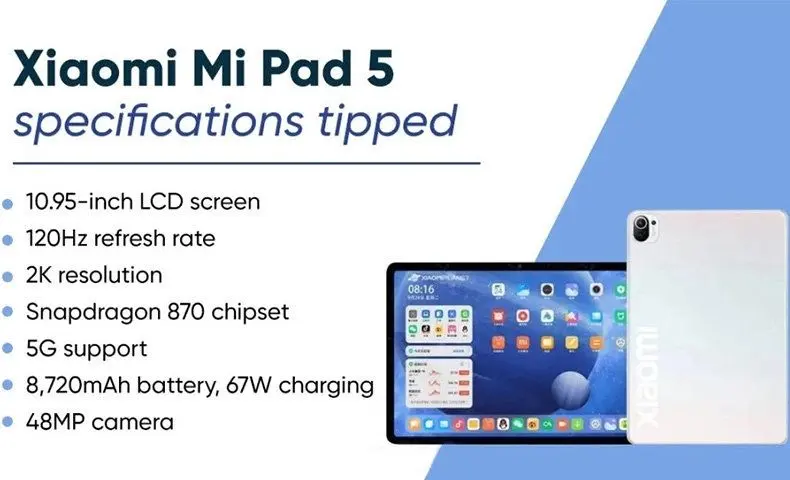 Xiaomi Mi Pad 5
specifications tipped
10.95-inch LCD screen
120Hz refresh rate
2K resolution
Snapdragon 870 chipset
5G support
8,720mAh battery, 67W charging
48MP camera
08:16
xiaomi